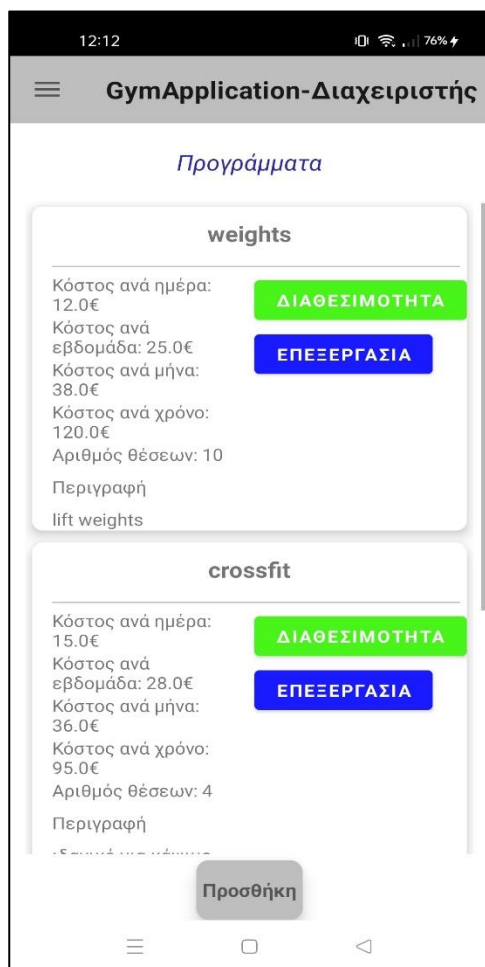 12:12
76%
GymApplication-Διαχειριστής
Προγράμματα
weights
Κόστος ανά ημέρα:
12.0€
ΔΙΑΘΕΣΙΜΟΤΗΤΑ
Κόστος ανά
εβδομάδα: 25.0€
ΕΠΕΞΕΡΓΑΣΙΑ
Κόστος ανά μήνα:
38.0€
Κόστος ανά χρόνο:
120.0€
Αριθμός θέσεων: 10
Περιγραφή
lift weights
crossfit
Κόστος ανά ημέρα:
15.0€
ΔΙΑΘΕΣΙΜΟΤΗΤΑ
Κόστος ανά
εβδομάδα: 28.0€
ΕΠΕΞΕΡΓΑΣΙΑ
Κόστος ανά μήνα:
36.0€
Κόστος ανά χρόνο:
95.0€
Αριθμός θέσεων: 4
Περιγραφή
Προσθήκη